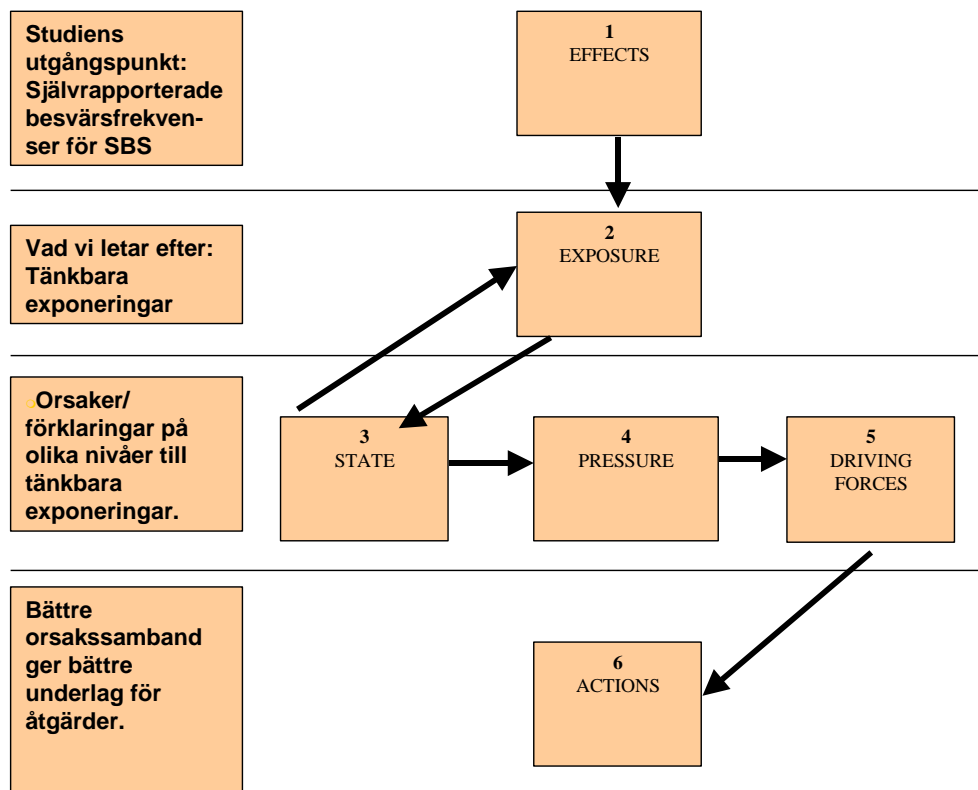 Studiens
utgångspunkt:
Självrapporterade
besvärsfrekven-
ser för SBS
1
EFFECTS
Vad vi letar efter:
Tänkbara
exponeringar
2
EXPOSURE
Orsaker/
förklaringar på
olika nivåer till
tänkbara
exponeringar.
3
STATE
4
PRESSURE
5
DRIVING
FORCES
Bättre
orsakssamband
ger bättre
underlag för
åtgärder.
6
ACTIONS